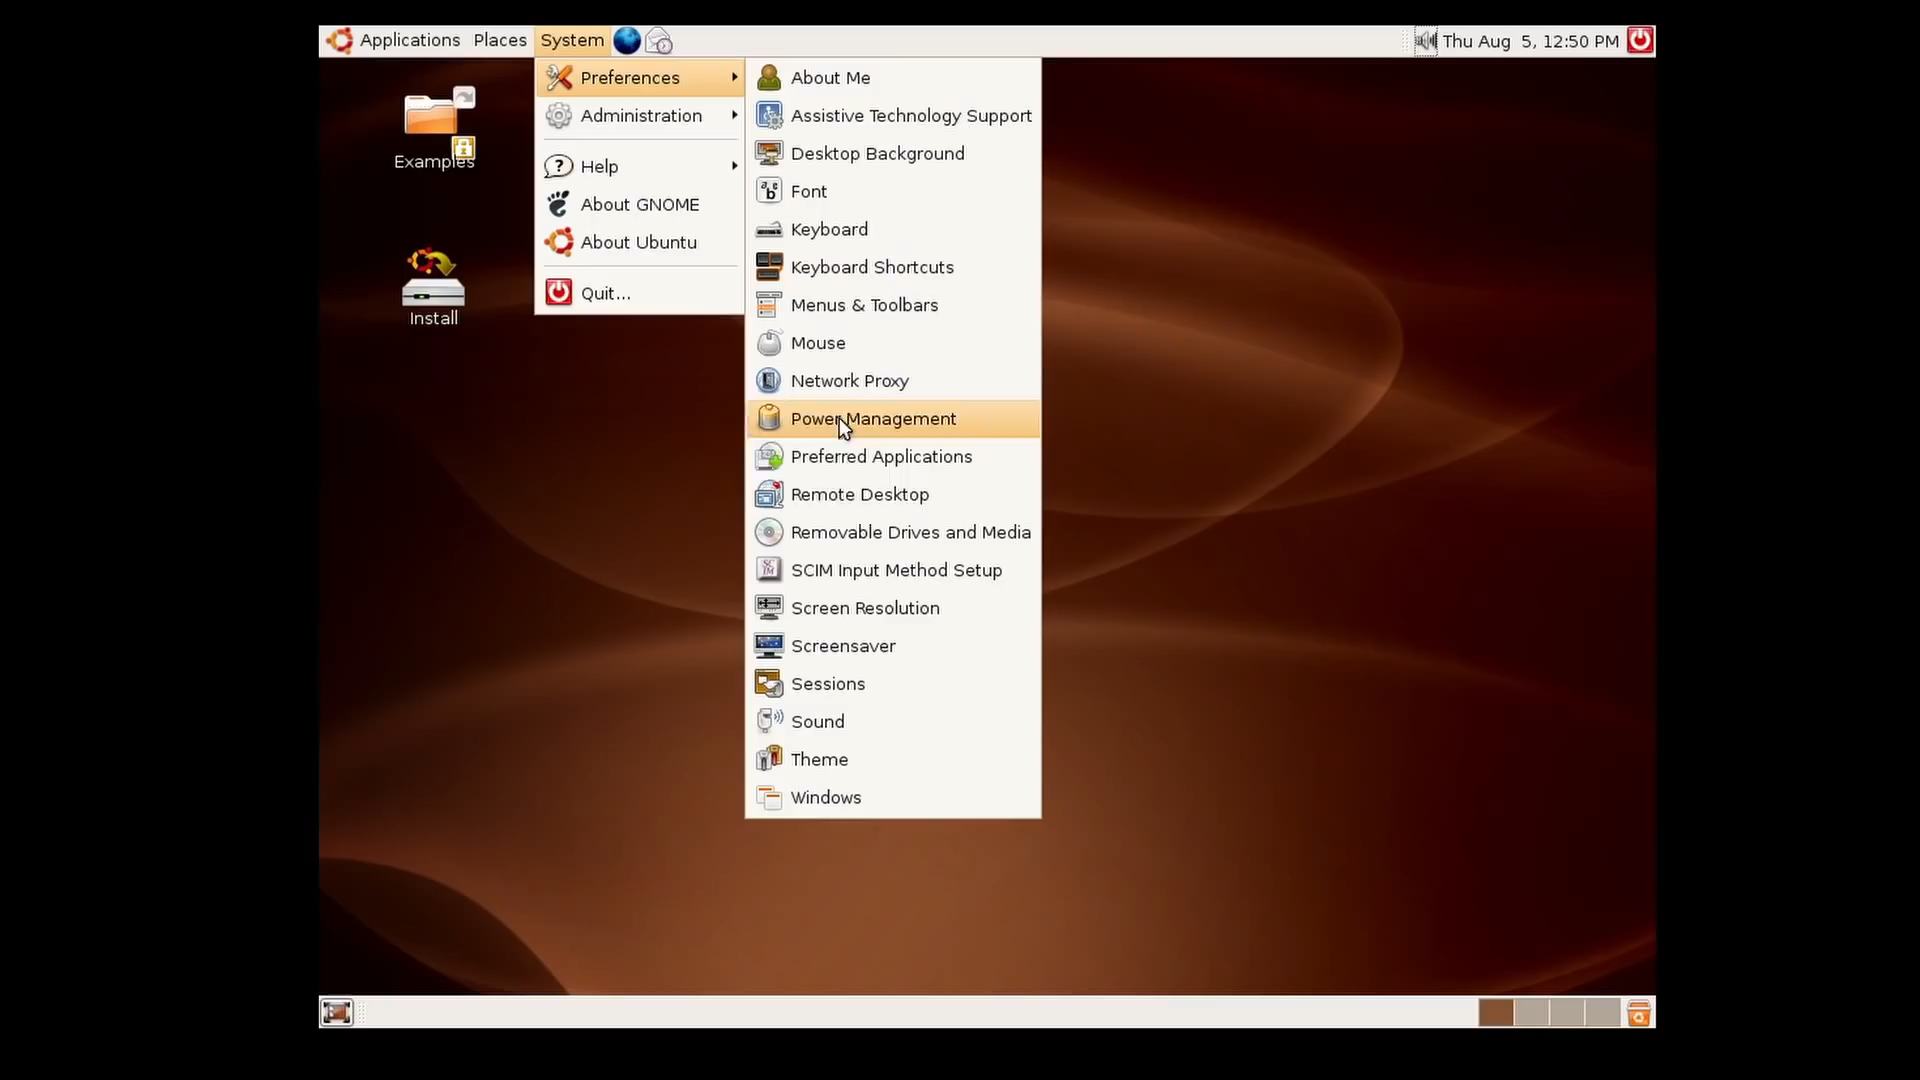 Applications Places System
Thu Aug 5, 12:50 PM
Examples
Install
Preferences
Administration
Help
About GNOME
About Ubuntu
Quit...
About Me
Assistive Technology Support
Desktop Background
Font
Keyboard
Keyboard Shortcuts
Menus & Toolbars
Mouse
Network Proxy
Power Management
Preferred Applications
Remote Desktop
Removable Drives and Media
SCIM Input Method Setup
Screen Resolution
Screensaver
Sessions
Sound
Theme
Windows